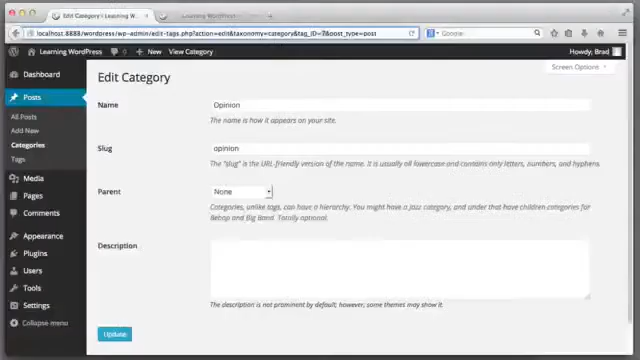 Edit Category ‹ Learning Wor...
Learning WordPress
localhost:8888/wordpress/wp-admin/edit-tags.php?action=edit&taxonomy=category&tag_ID=7&post_type=post
Google
Learning WordPress
0
New
View Category
Howdy, Brad
Screen Options
Dashboard
Posts
All Posts
Add New
Categories
Tags
Media
Pages
Comments
Appearance
Plugins
Users
Tools
Settings
Collapse menu
Edit Category
Name
Opinion
The name is how it appears on your site.
Slug
opinion
The "slug" is the URL-friendly version of the name. It is usually all lowercase and contains only letters, numbers, and hyphens.
Parent
None
Categories, unlike tags, can have a hierarchy. You might have a Jazz category, and under that have children categories for
Bebop and Big Band. Totally optional.
Description
The description is not prominent by default; however, some themes may show it.
Update